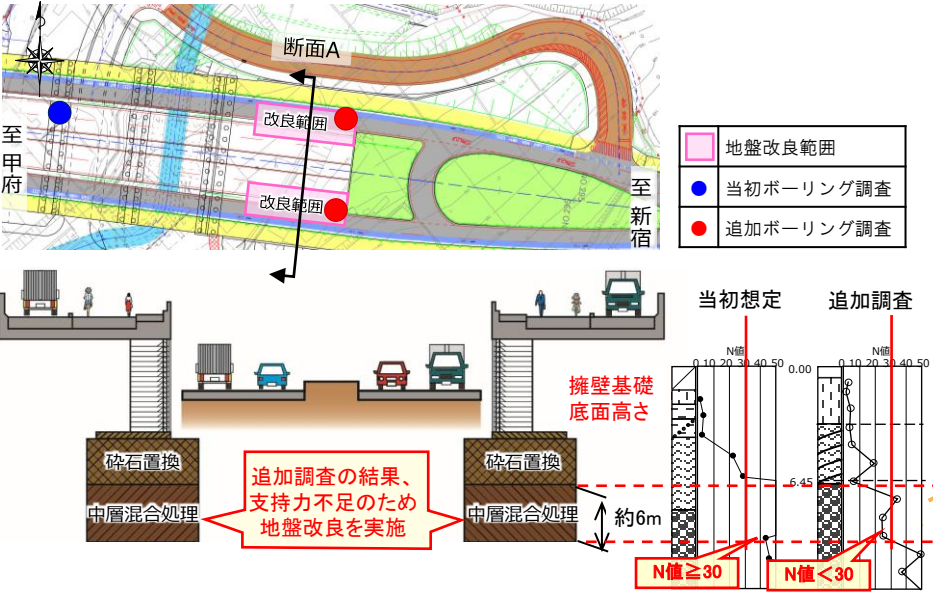 断面A
改良範囲
改良範囲
至
甲
府
至
新
宿
NO.295
地盤改良範囲
当初ボーリング調査
追加ボーリング調査
砕石置換
中層混合処理
追加調査の結果、
支持力不足のため
地盤改良を実施
砕石置換
中層混合処理
約6m
擁壁基礎
底面高さ
当初想定
追加調査
N値
0 10 20 30 40 50
N値
0 10 20 30 40 50
0.00
6.45
N値≧30
N値<30